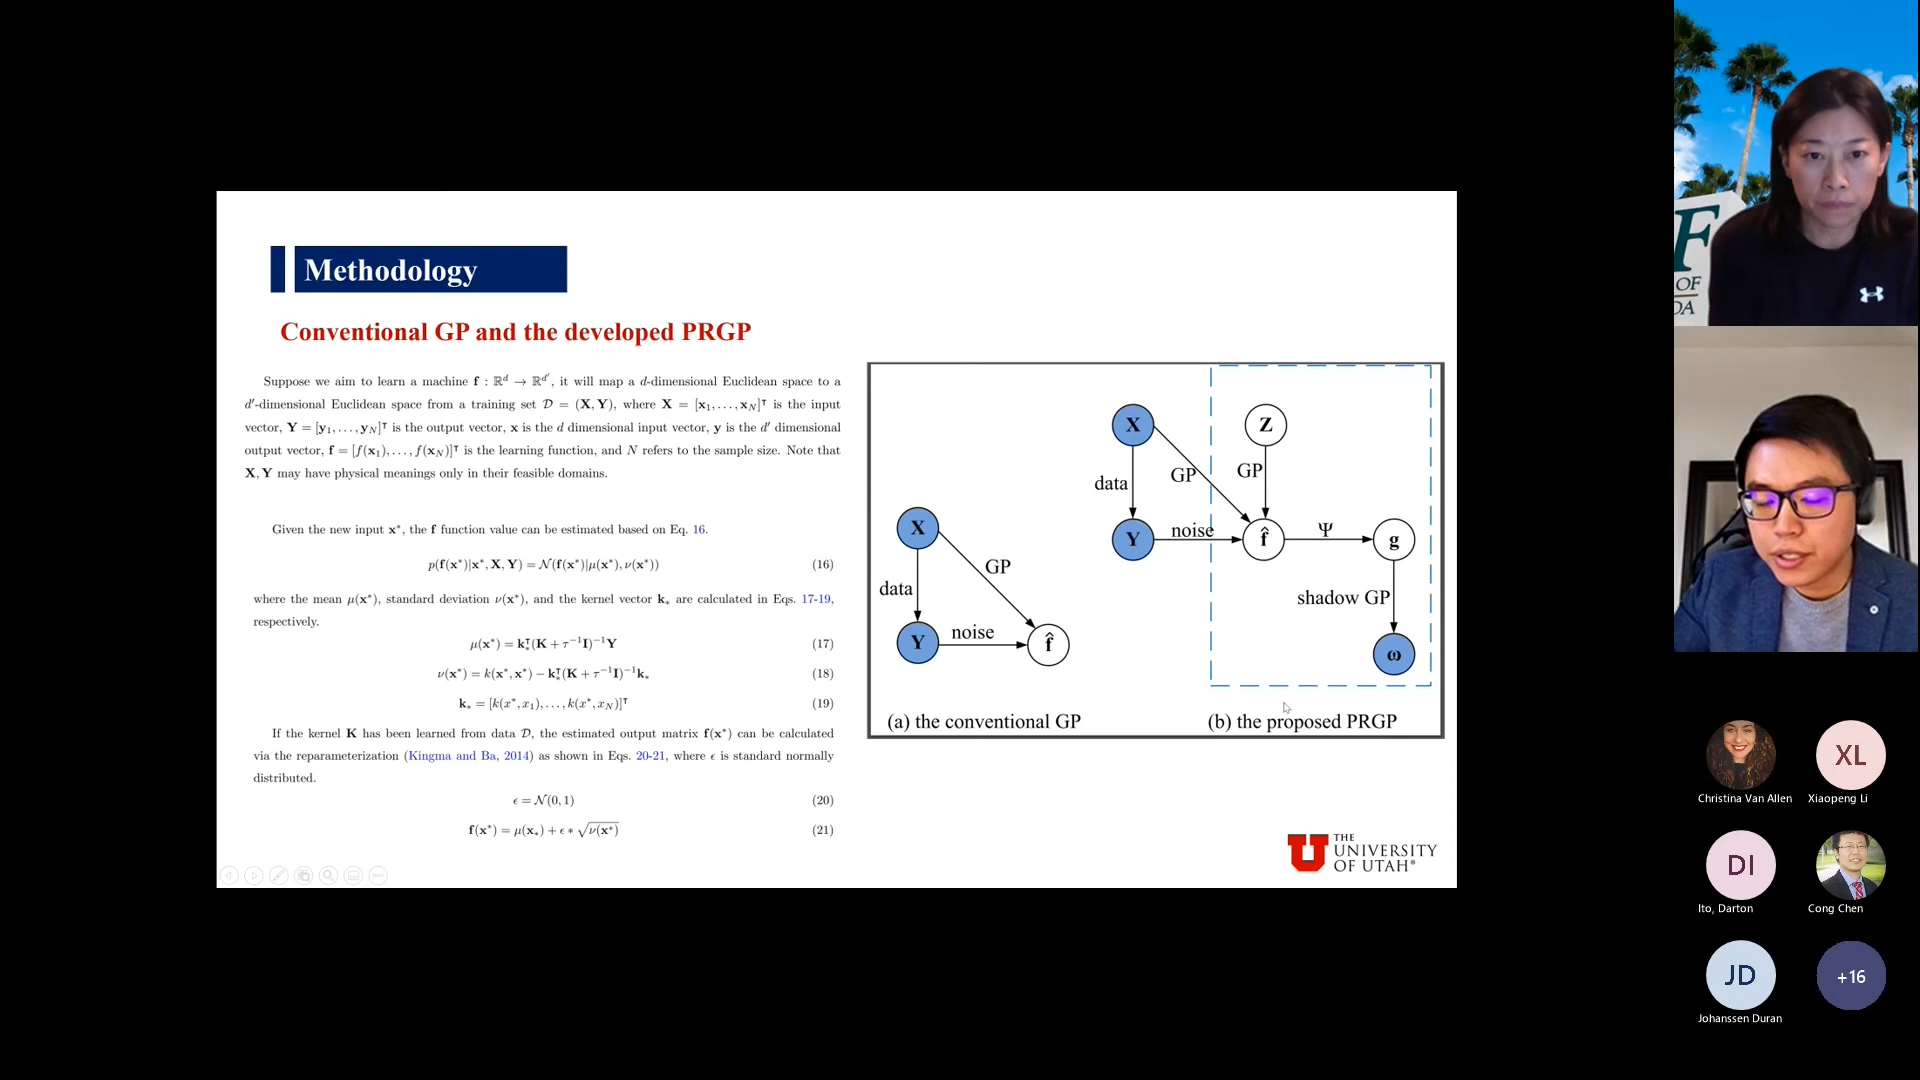 Methodology
Conventional GP and the developed PRGP
Suppose we aim to learn a machine f : ℝᵈ → ℝᵈ′, it will map a d-dimensional Euclidean space to a
d′-dimensional Euclidean space from a training set 𝒟 = (X, Y), where X = [x₁, . . . , x_N]ᵀ is the input
vector, Y = [y₁, . . . , y_N]ᵀ is the output vector, x is the d dimensional input vector, y is the d′ dimensional
output vector, f = [f(x₁), . . . , f(x_N)]ᵀ is the learning function, and N refers to the sample size. Note that
X, Y may have physical meanings only in their feasible domains.
Given the new input x*, the f function value can be estimated based on Eq. 16.
p(f(x*)|x*, X, Y) = 𝒩(f(x*)|μ(x*), ν(x*)) (16)
where the mean μ(x*), standard deviation ν(x*), and the kernel vector k⁎ are calculated in Eqs. 17-19,
respectively.
μ(x*) = k⁎ᵀ(K + τ⁻¹I)⁻¹Y (17)
ν(x*) = k(x*, x*) − k⁎ᵀ(K + τ⁻¹I)⁻¹k⁎ (18)
k⁎ = [k(x*, x₁), . . . , k(x*, x_N)]ᵀ (19)
If the kernel K has been learned from data 𝒟, the estimated output matrix f(x*) can be calculated
via the reparameterization (Kingma and Ba, 2014) as shown in Eqs. 20-21, where ϵ is standard normally
distributed.
ϵ = 𝒩(0, 1) (20)
f(x*) = μ(x⁎) + ϵ * √ν(x*) (21)
X
GP
data
Y
noise
f̂
(a) the conventional GP
X
Z
GP
GP
data
Y
noise
f̂
Ψ
g
shadow GP
ω
(b) the proposed PRGP
U
THE
UNIVERSITY
OF UTAH®
F
OF
DA
XL
Christina Van Allen
Xiaopeng Li
DI
Ito, Darton
Cong Chen
JD
+16
Johanssen Duran